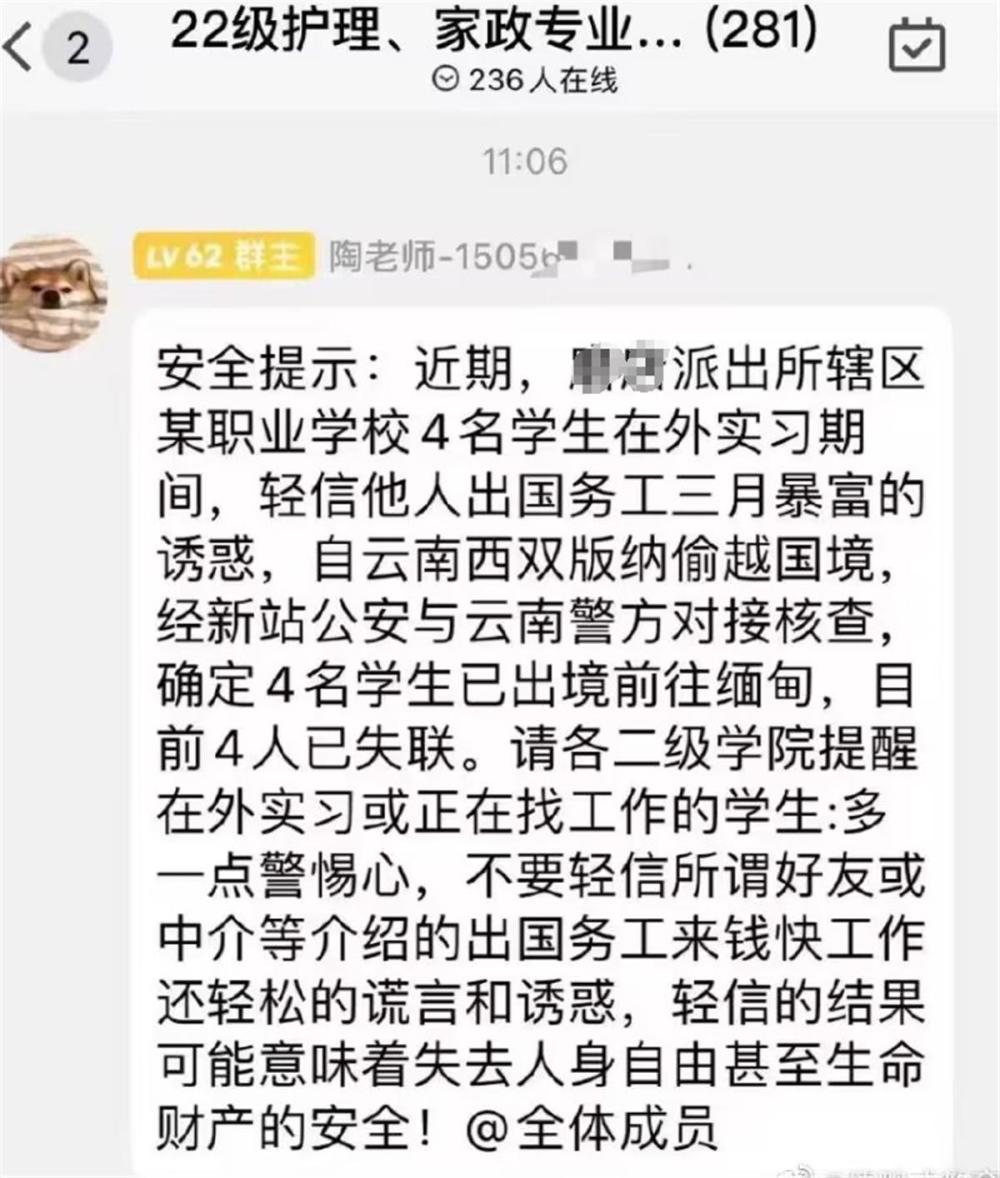 2
22级护理、家政专业... (281)
236人在线
11:06
LV 62 群主 陶老师-1505
安全提示：近期，派出所辖区
某职业学校4名学生在外实习期
间，轻信他人出国务工三月暴富的
诱惑，自云南西双版纳偷越国境，
经新站公安与云南警方对接核查，
确定4名学生已出境前往缅甸，目
前4人已失联。请各二级学院提醒
在外实习或正在找工作的学生:多
一点警惕心，不要轻信所谓好友或
中介等介绍的出国务工来钱快工作
还轻松的谎言和诱惑，轻信的结果
可能意味着失去人身自由甚至生命
财产的安全！@全体成员